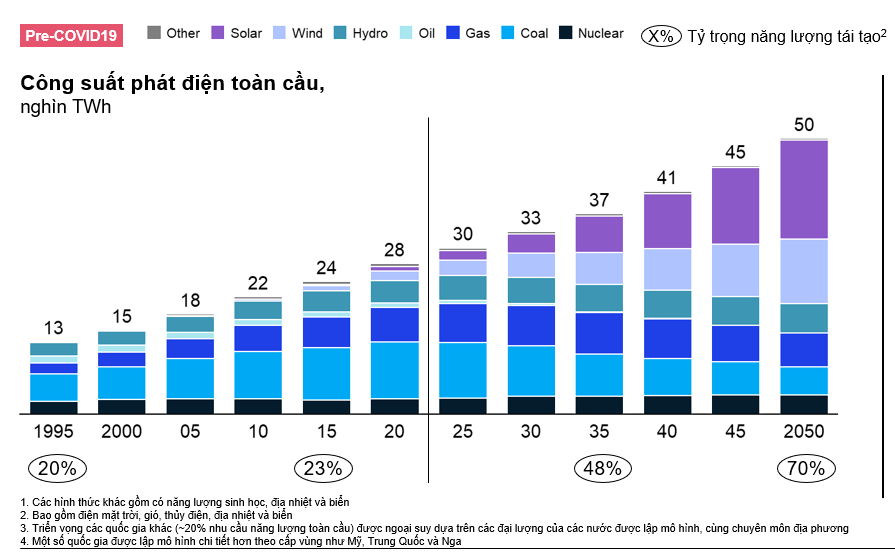 Pre-COVID19 Other Solar Wind Hydro Oil Gas Coal Nuclear X% Tỷ trọng năng lượng tái tạo2
Công suất phát điện toàn cầu,
nghìn TWh
13 15 18 22 24 28 30 33 37 41 45 50
1995 2000 05 10 15 20 25 30 35 40 45 2050
20% 23% 48% 70%
1. Các hình thức khác gồm có năng lượng sinh học, địa nhiệt và biển
2. Bao gồm điện mặt trời, gió, thủy điện, địa nhiệt và biển
3. Triển vọng các quốc gia khác (~20% nhu cầu năng lượng toàn cầu) được ngoại suy dựa trên các đại lượng của các nước được lập mô hình, cùng chuyên môn địa phương
4. Một số quốc gia được lập mô hình chi tiết hơn theo cấp vùng như Mỹ, Trung Quốc và Nga